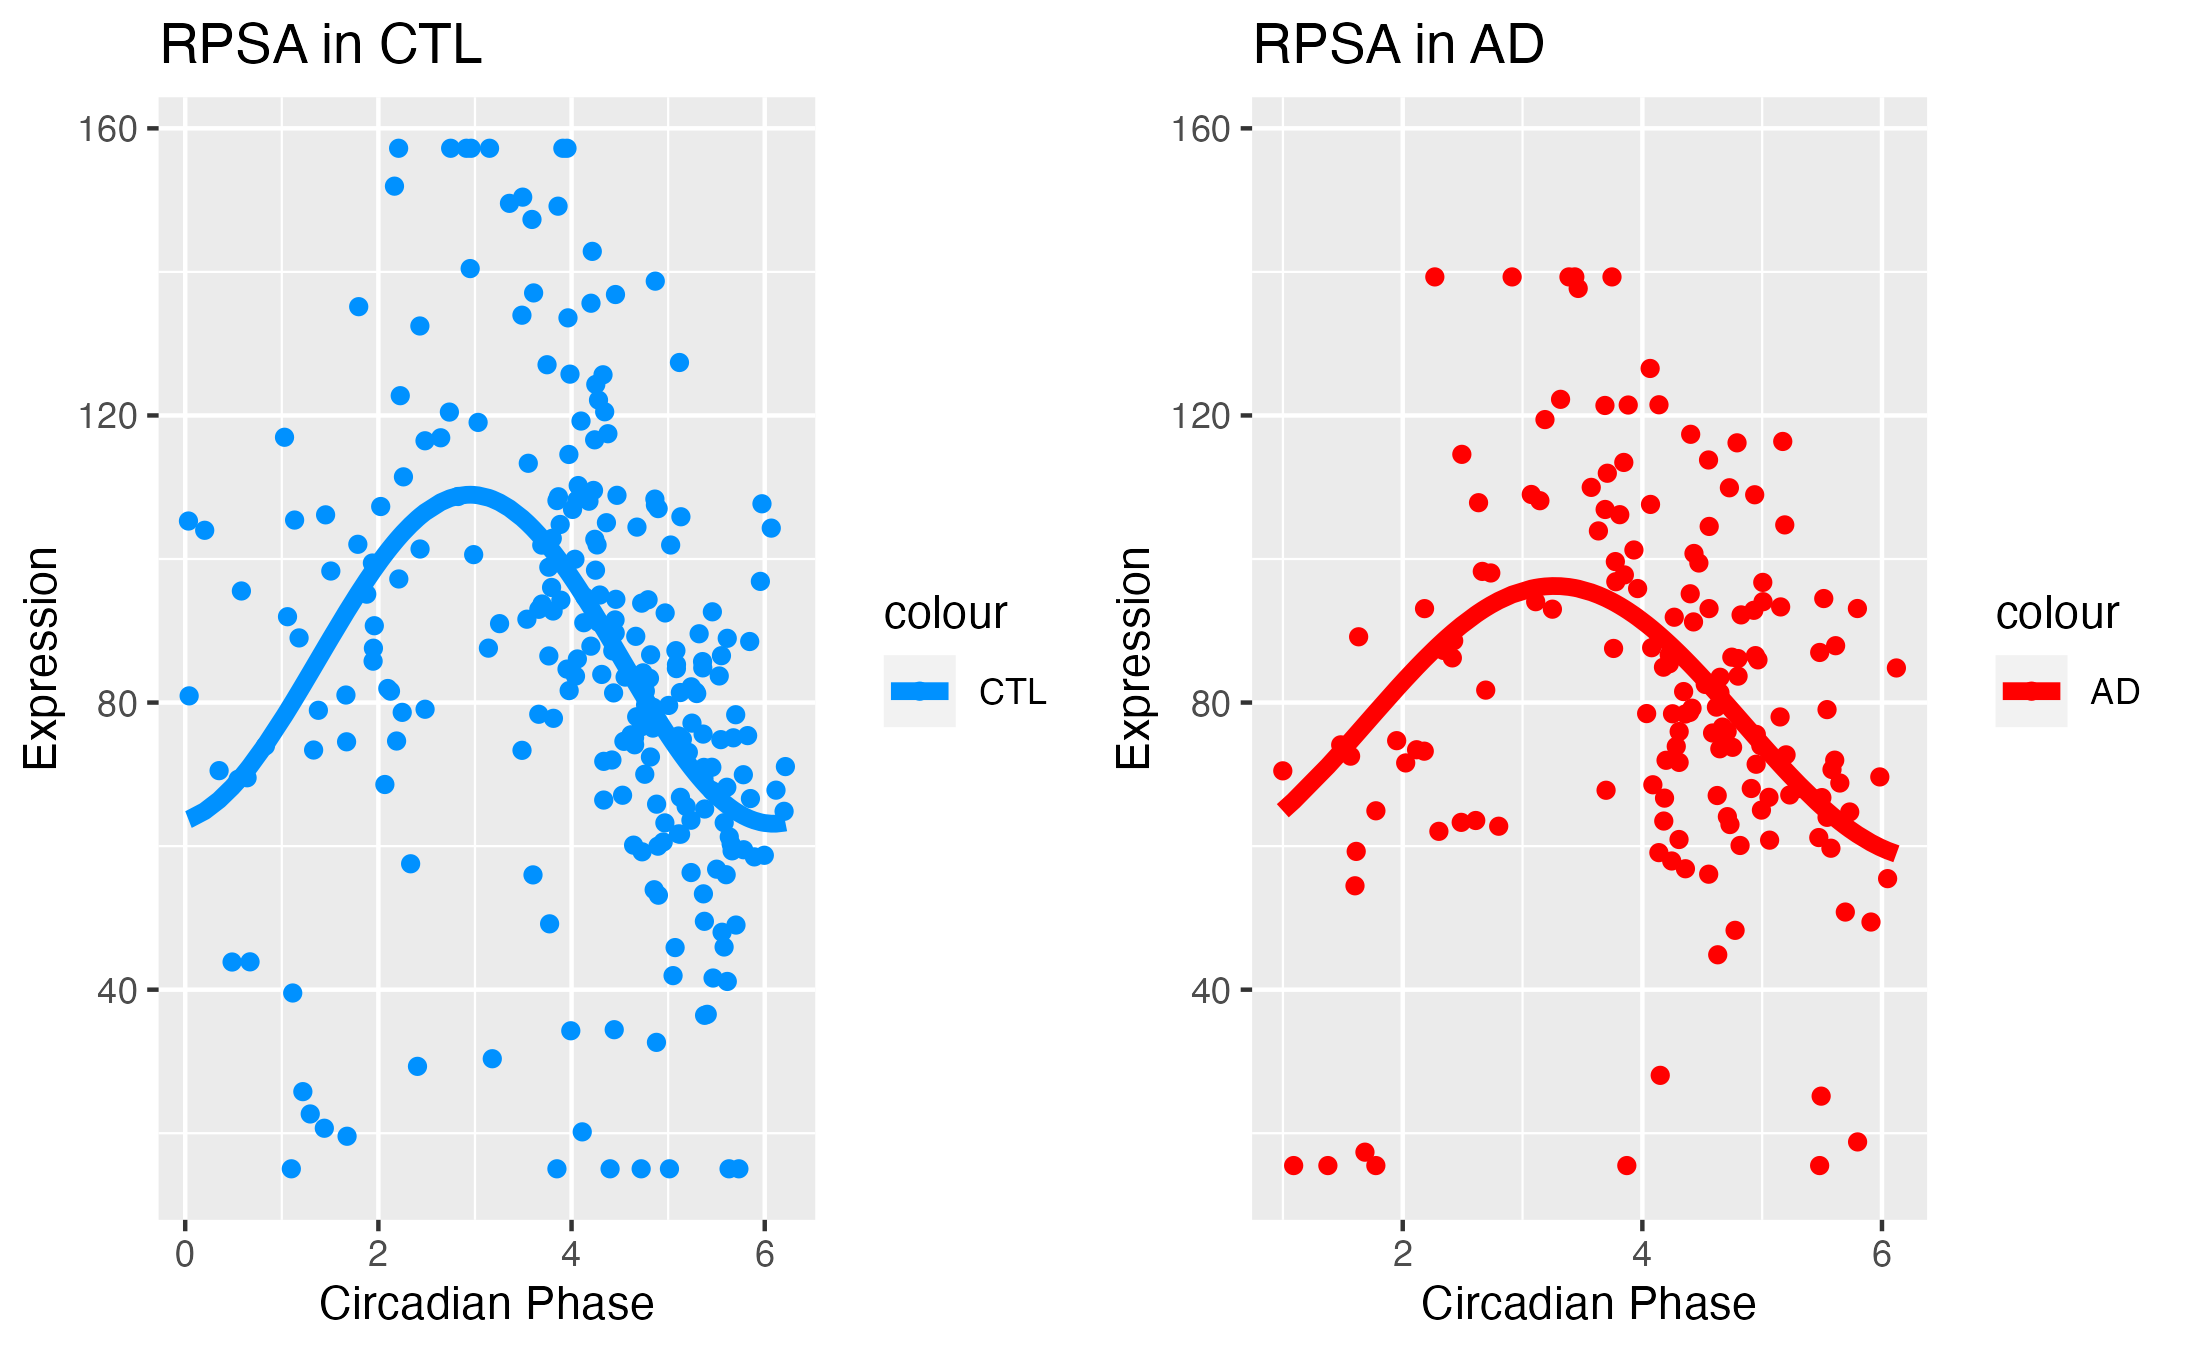 RPSA in CTL
160
120
80
40
Expression
0
2
4
6
Circadian Phase
colour
CTL
RPSA in AD
160
120
80
40
Expression
2
4
6
Circadian Phase
colour
AD